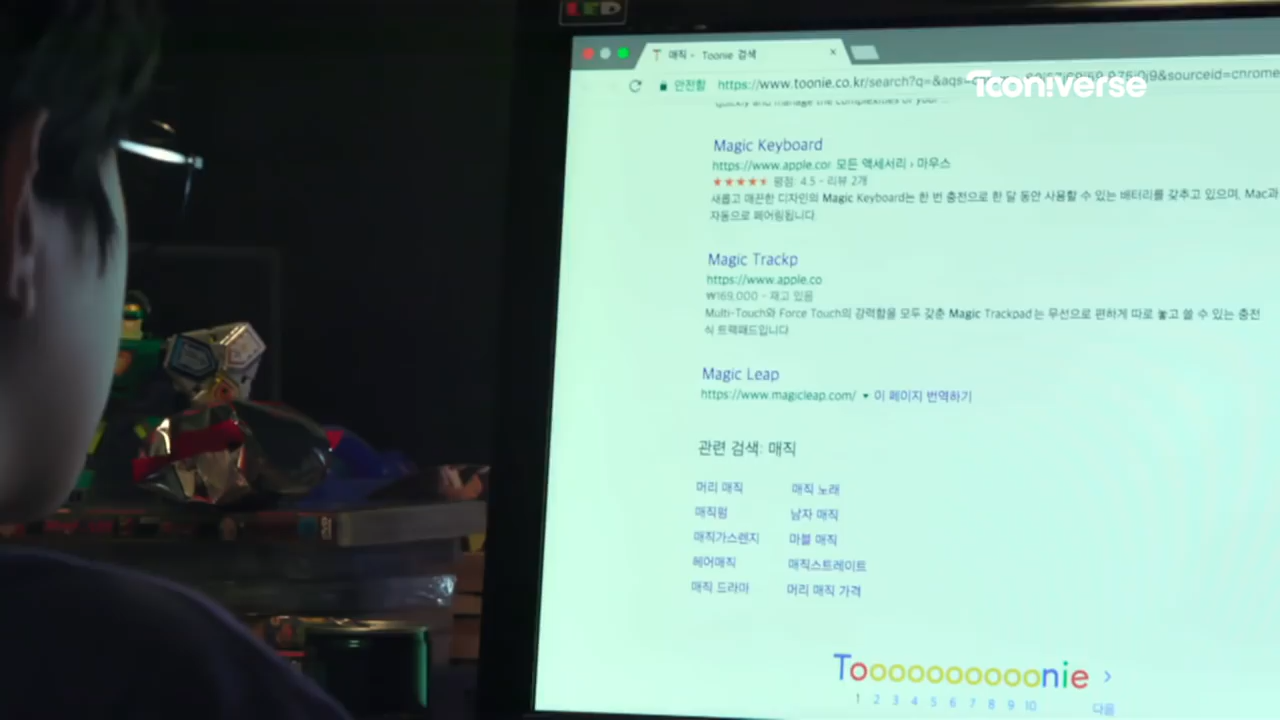 LED
매직 - Toonie 검색
안전함 https://www.toonie.co.kr/search?q=&aqs= &sourceid=chrome
1coniverse
quickly and manage the complexities of your ...
Magic Keyboard
https://www.apple.cor 모든 액세서리 › 마우스
평점: 4.5 - 리뷰 2개
새롭고 매끈한 디자인의 Magic Keyboard는 한 번 충전으로 한 달 동안 사용할 수 있는 배터리를 갖추고 있으며, Mac과
자동으로 페어링됩니다
Magic Trackp
https://www.apple.co
₩169,000 - 재고 있음
Multi-Touch와 Force Touch의 강력함을 모두 갖춘 Magic Trackpad는 무선으로 편하게 따로 놓고 쓸 수 있는 충전
식 트랙패드입니다
Magic Leap
https://www.magicleap.com/ ▾ 이 페이지 번역하기
관련 검색: 매직
머리 매직 매직 노래
매직펌 남자 매직
매직가스렌지 마블 매직
헤어매직 매직스트레이트
매직 드라마 머리 매직 가격
Toooooooooonie ›
1 2 3 4 5 6 7 8 9 10 다음